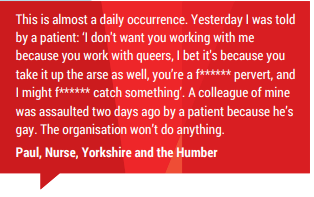 This is almost a daily occurrence. Yesterday I was told
by a patient: ‘I don't want you working with me
because you work with queers, I bet it's because you
take it up the arse as well, you're a f****** pervert, and
I might f****** catch something’. A colleague of mine
was assaulted two days ago by a patient because he's
gay. The organisation won't do anything.
Paul, Nurse, Yorkshire and the Humber